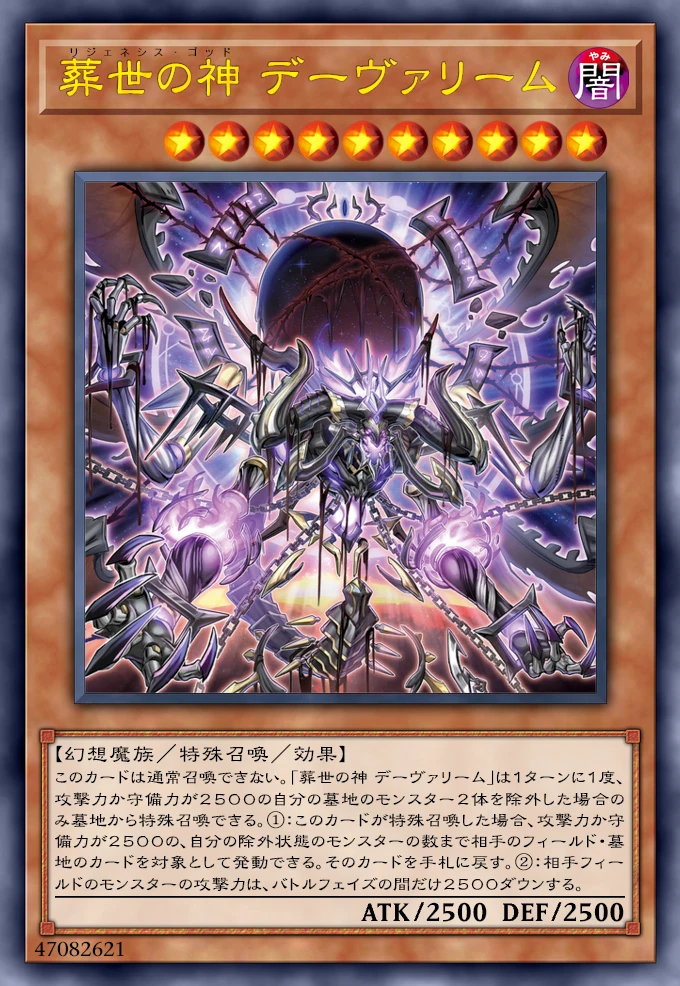 リジェネシス・ゴッド
葬世の神 デーヴァリーム
やみ
闇
【幻想魔族／特殊召喚／効果】
このカードは通常召喚できない。「葬世の神 デーヴァリーム」は1ターンに1度、
攻撃力か守備力が2500の自分の墓地のモンスター2体を除外した場合の
み墓地から特殊召喚できる。①：このカードが特殊召喚した場合、攻撃力か守
備力が2500の、自分の除外状態のモンスターの数まで相手のフィールド・墓
地のカードを対象として発動できる。そのカードを手札に戻す。②：相手フィー
ルドのモンスターの攻撃力は、バトルフェイズの間だけ2500ダウンする。
ATK/2500 DEF/2500
47082621